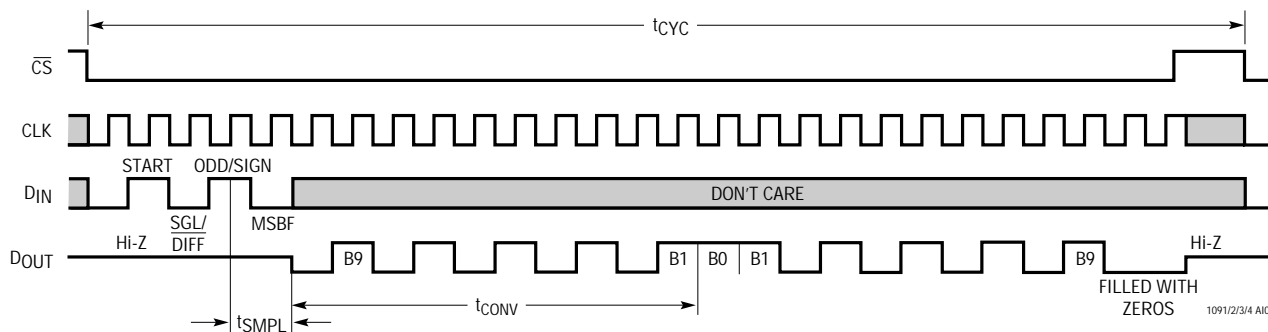 tCYC
CS
CLK
START ODD/SIGN
DIN
DON'T CARE
SGL/
DIFF
MSBF
Hi-Z
Hi-Z
DOUT
B9 B1 B0 B1 B9
FILLED WITH
ZEROS
tCONV
tSMPL
1091/2/3/4 AI0